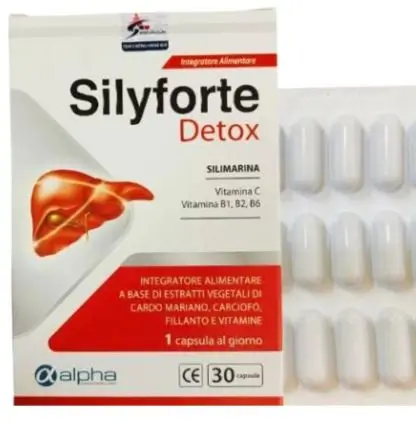 Integratore Alimentare
Silyforte
Detox
SILIMARINA
Vitamina C
Vitamina B1, B2, B6
INTEGRATORE ALIMENTARE
A BASE DI ESTRATTI VEGETALI DI
CARDO MARIANO, CARCIOFO,
FILLANTO E VITAMINE
1 capsula al giorno
alpha
CE 30 capsule